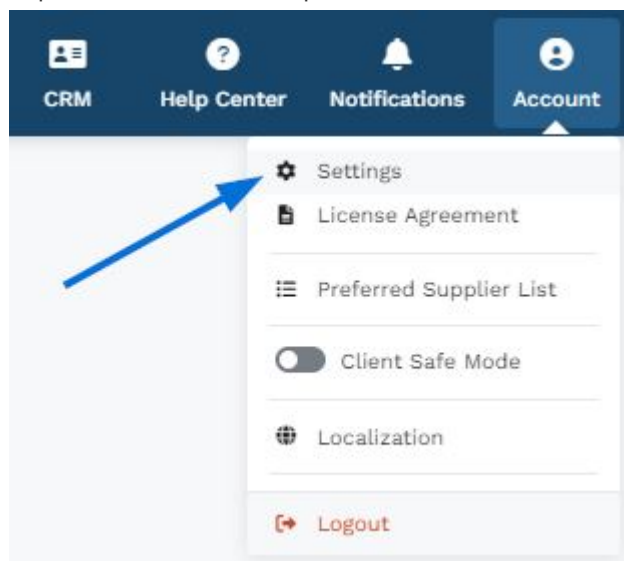 CRM Help Center Notifications Account
Settings
License Agreement
Preferred Supplier List
Client Safe Mode
Localization
Logout